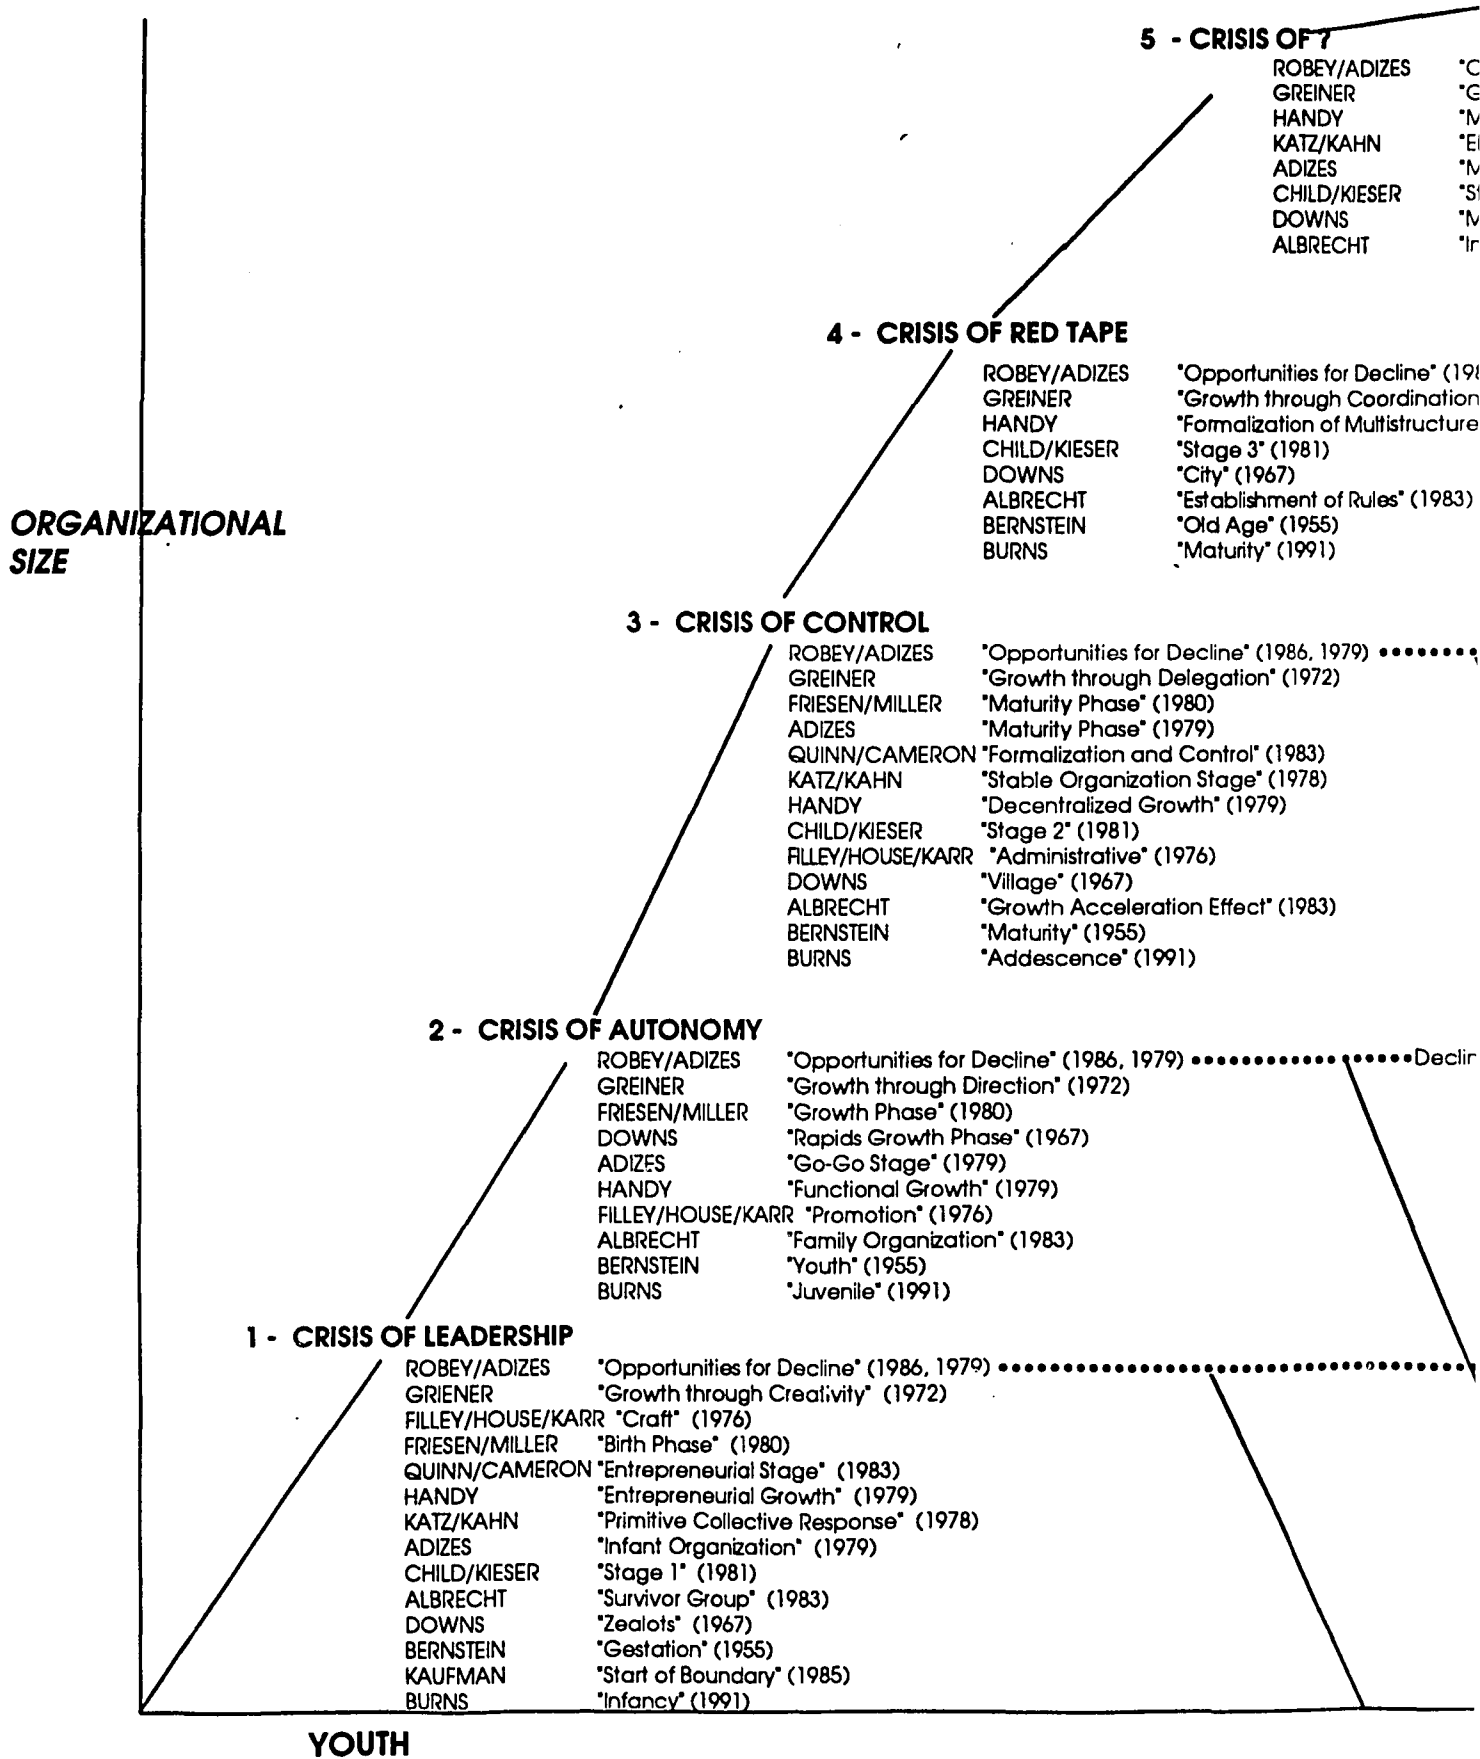 5 - CRISIS OF ?
ROBEY/ADIZES "C
GREINER "G
HANDY "M
KATZ/KAHN "El
ADIZES "M
CHILD/KIESER "St
DOWNS "M
ALBRECHT "In
4 - CRISIS OF RED TAPE
ROBEY/ADIZES "Opportunities for Decline" (198
GREINER "Growth through Coordination
HANDY "Formalization of Multistructure
CHILD/KIESER "Stage 3" (1981)
DOWNS "City" (1967)
ALBRECHT "Establishment of Rules" (1983)
BERNSTEIN "Old Age" (1955)
BURNS "Maturity" (1991)
ORGANIZATIONAL
SIZE
3 - CRISIS OF CONTROL
ROBEY/ADIZES "Opportunities for Decline" (1986, 1979)
GREINER "Growth through Delegation" (1972)
FRIESEN/MILLER "Maturity Phase" (1980)
ADIZES "Maturity Phase" (1979)
QUINN/CAMERON "Formalization and Control" (1983)
KATZ/KAHN "Stable Organization Stage" (1978)
HANDY "Decentralized Growth" (1979)
CHILD/KIESER "Stage 2" (1981)
FILLEY/HOUSE/KARR "Administrative" (1976)
DOWNS "Village" (1967)
ALBRECHT "Growth Acceleration Effect" (1983)
BERNSTEIN "Maturity" (1955)
BURNS "Addescence" (1991)
2 - CRISIS OF AUTONOMY
ROBEY/ADIZES "Opportunities for Decline" (1986, 1979) Declin
GREINER "Growth through Direction" (1972)
FRIESEN/MILLER "Growth Phase" (1980)
DOWNS "Rapids Growth Phase" (1967)
ADIZES "Go-Go Stage" (1979)
HANDY "Functional Growth" (1979)
FILLEY/HOUSE/KARR "Promotion" (1976)
ALBRECHT "Family Organization" (1983)
BERNSTEIN "Youth" (1955)
BURNS "Juvenile" (1991)
1 - CRISIS OF LEADERSHIP
ROBEY/ADIZES "Opportunities for Decline" (1986, 1979)
GRIENER "Growth through Creativity" (1972)
FILLEY/HOUSE/KARR "Craft" (1976)
FRIESEN/MILLER "Birth Phase" (1980)
QUINN/CAMERON "Entrepreneurial Stage" (1983)
HANDY "Entrepreneurial Growth" (1979)
KATZ/KAHN "Primitive Collective Response" (1978)
ADIZES "Infant Organization" (1979)
CHILD/KIESER "Stage 1" (1981)
ALBRECHT "Survivor Group" (1983)
DOWNS "Zealots" (1967)
BERNSTEIN "Gestation" (1955)
KAUFMAN "Start of Boundary" (1985)
BURNS "Infancy" (1991)
YOUTH